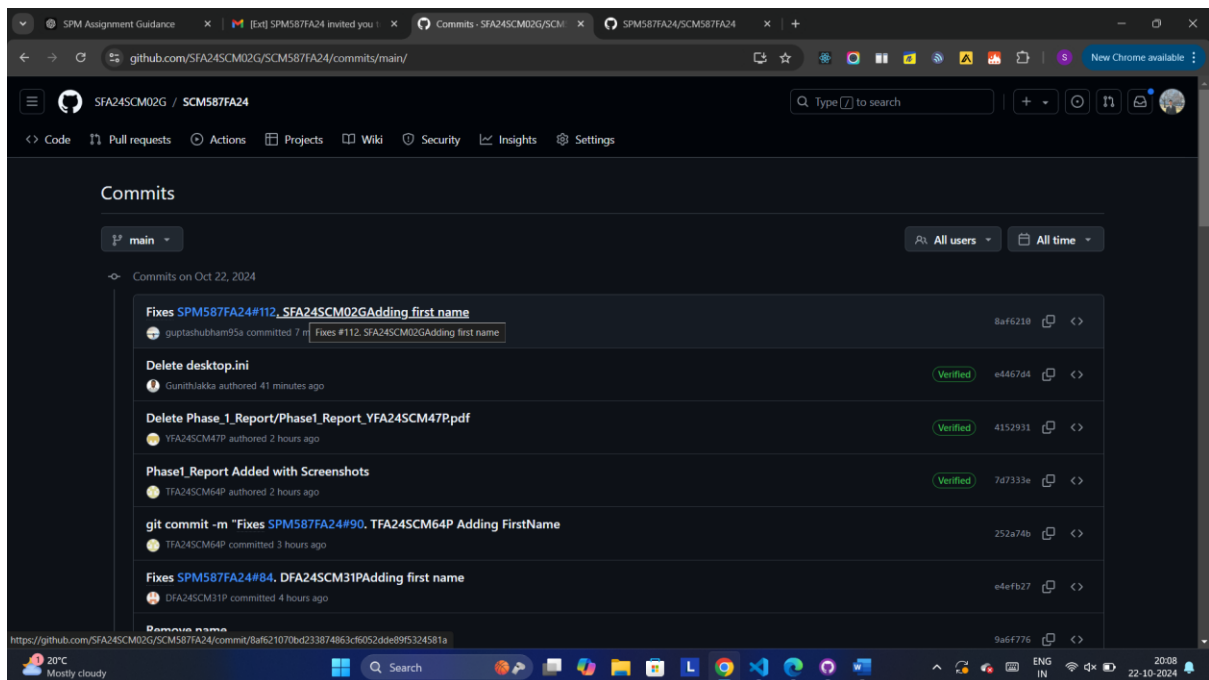 SPM Assignment Guidance
[Ext] SPM587FA24 invited you t
Commits · SFA24SCM02G/SCM5
SPM587FA24/SCM587FA24
github.com/SFA24SCM02G/SCM587FA24/commits/main/
S
New Chrome available
SFA24SCM02G / SCM587FA24
Type / to search
Code
Pull requests
Actions
Projects
Wiki
Security
Insights
Settings
Commits
main
All users
All time
Commits on Oct 22, 2024
Fixes SPM587FA24#112. SFA24SCM02GAdding first name
8af6210
guptashubham95a committed 7 m
Fixes #112. SFA24SCM02GAdding first name
Delete desktop.ini
Verified
e4467d4
GunithJakka authored 41 minutes ago
Delete Phase_1_Report/Phase1_Report_YFA24SCM47P.pdf
Verified
4152931
YFA24SCM47P authored 2 hours ago
Phase1_Report Added with Screenshots
Verified
7d7333e
TFA24SCM64P authored 2 hours ago
git commit -m "Fixes SPM587FA24#90. TFA24SCM64P Adding FirstName
252a74b
TFA24SCM64P committed 3 hours ago
Fixes SPM587FA24#84. DFA24SCM31PAdding first name
e4efb27
DFA24SCM31P committed 4 hours ago
Remove name
9a6f776
https://github.com/SFA24SCM02G/SCM587FA24/commit/8af621070bd233874863cf6052dde89f5324581a
1
20°C
Mostly cloudy
Search
L
ENG
IN
20:08
22-10-2024